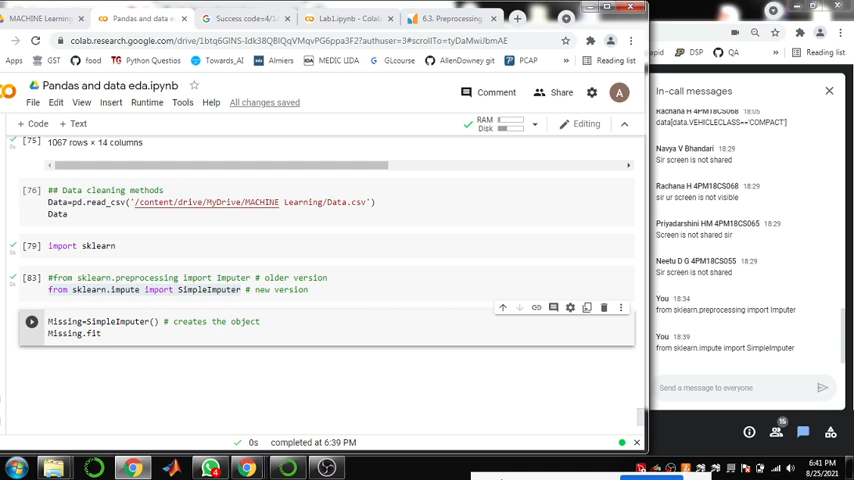 MACHINE Learning
Pandas and data e
Success code=4/1
Lab1.ipynb - Colab
6.3. Preprocessing
colab.research.google.com/drive/1btq6GlNS-Idk38QBlQqVMqvPG6ppa3F2?authuser=3#scrollTo=tyDaMwiJbmAE
Apps
GST
food
Python Questions
Towards_AI
Almiers
MEDIC LIDA
GLcourse
AllenDowney git
PCAP
»
Reading list
Pandas and data eda.ipynb
File Edit View Insert Runtime Tools Help All changes saved
Comment
Share
A
+ Code + Text
RAM
Disk
Editing
[75]
1067 rows × 14 columns
[76] ## Data cleaning methods
Data=pd.read_csv('/content/drive/MyDrive/MACHINE Learning/Data.csv')
Data
[79] import sklearn
[83] #from sklearn.preprocessing import Imputer # older version
from sklearn.impute import SimpleImputer # new version
Missing=SimpleImputer() # creates the object
Missing.fit
0s completed at 6:39 PM
DSP
QA
»
Reading list
In-call messages
Rachana H 4PM18CS068 18:05
data[data.VEHICLECLASS=='COMPACT']
Navya V Bhandari 18:29
Sir screen is not shared
Rachana H 4PM18CS068 18:29
sir ur screen is not visible
Priyadarshini HM 4PM18CS065 18:29
Screen is not shared sir
Neetu D G 4PM18CS055 18:29
Sir screen is not shared
You 18:34
from sklearn.preprocessing import Imputer
You 18:39
from sklearn.impute import SimpleImputer
Send a message to everyone
15
6:41 PM
8/25/2021